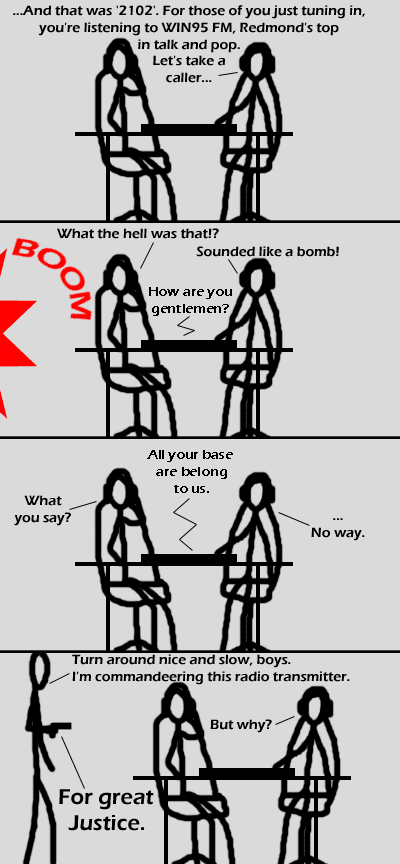 ...And that was '2102'. For those of you just tuning in,
you're listening to WIN95 FM, Redmond's top
in talk and pop.
Let's take a
caller...
BOOM
What the hell was that!?
Sounded like a bomb!
How are you
gentlemen?
All your base
are belong
to us.
What
you say?
...
No way.
Turn around nice and slow, boys.
I'm commandeering this radio transmitter.
But why?
For great
Justice.